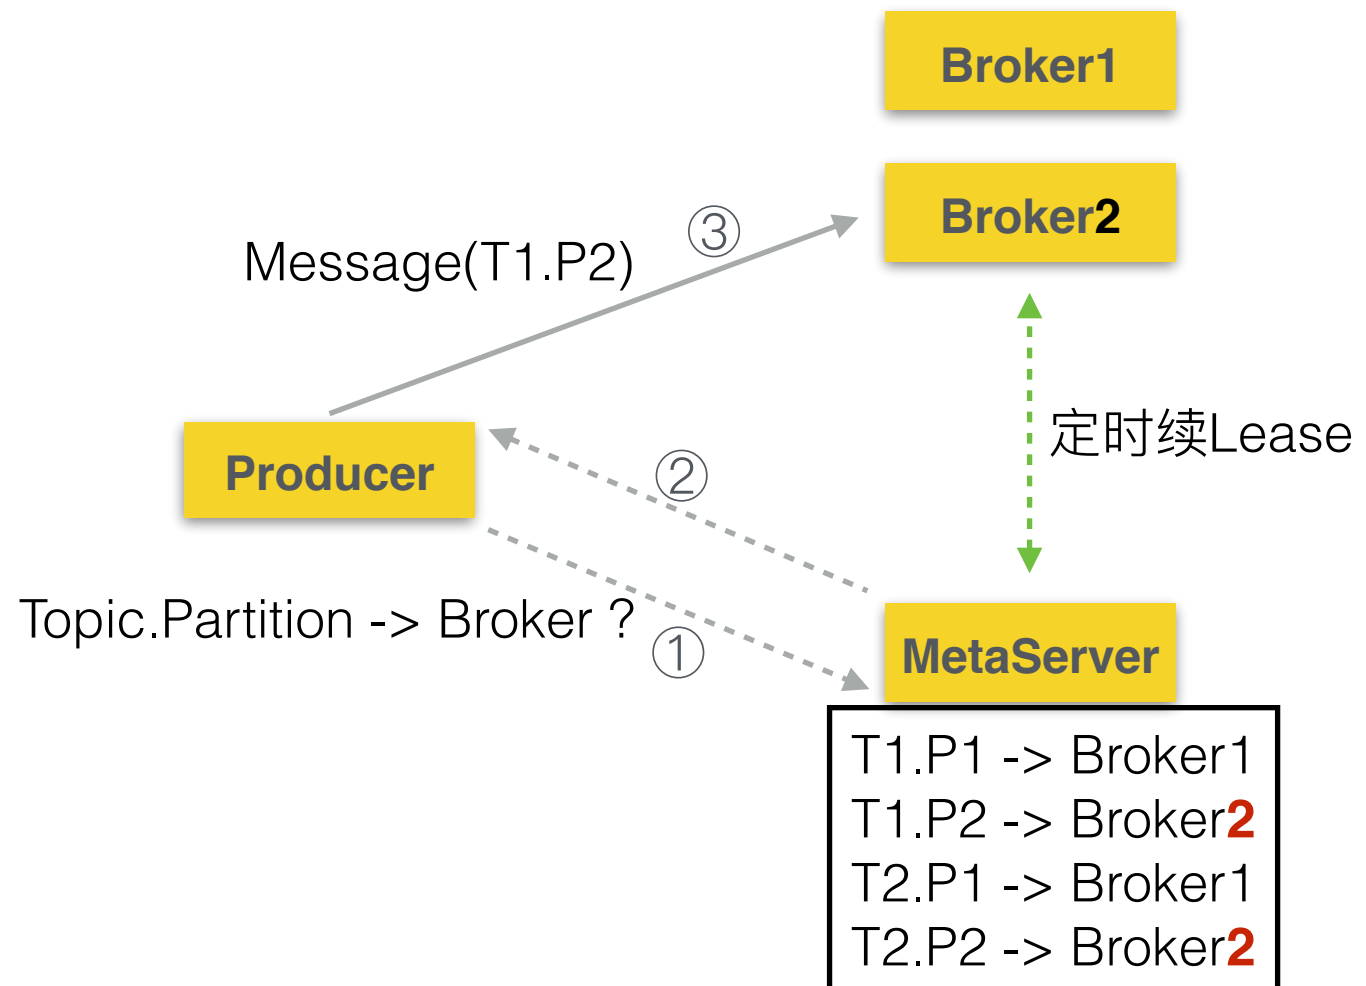 Broker1
Broker2
③
Message(T1.P2)
定时续Lease
Producer
②
Topic.Partition -> Broker ?
①
MetaServer
T1.P1 -> Broker1
T1.P2 -> Broker2
T2.P1 -> Broker1
T2.P2 -> Broker2